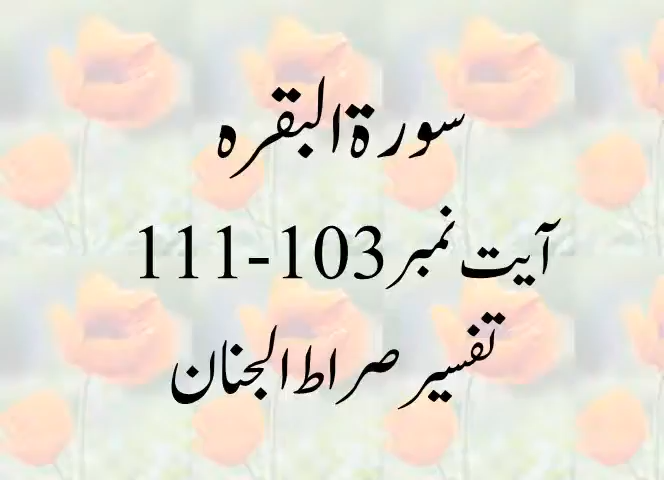 سورۃ البقرہ
آیت نمبر 103-111
تفسیر صراط الجنان